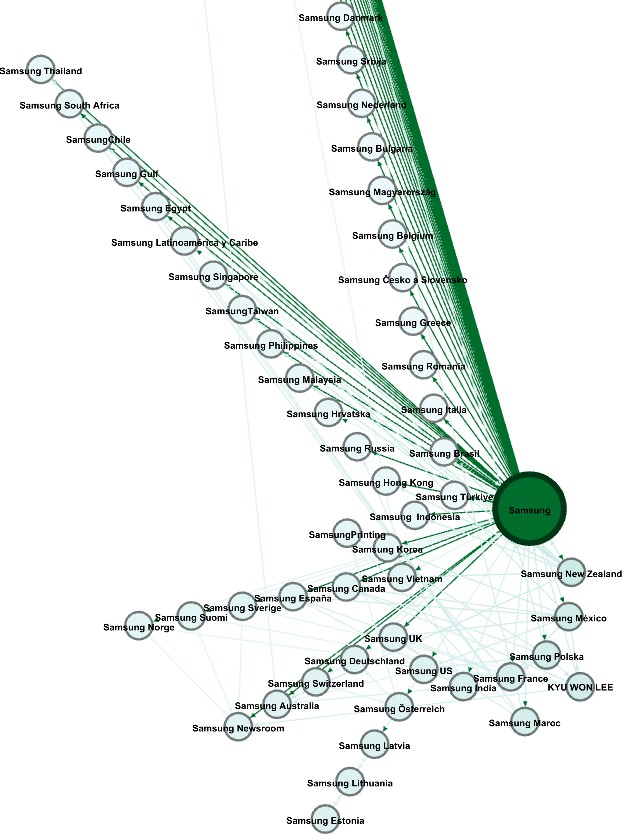 Samsung Danmark
Samsung Srbija
Samsung Thailand
Samsung South Africa
Samsung Nederland
SamsungChile
Samsung Bulgaria
Samsung Gulf
Samsung Magyarország
Samsung Egypt
Samsung Belgium
Samsung Latinoamérica y Caribe
Samsung Singapore
Samsung Česko a Slovensko
SamsungTaiwan
Samsung Greece
Samsung Philippines
Samsung Romania
Samsung Malaysia
Samsung Italia
Samsung Hrvatska
Samsung Russia
Samsung Brasil
Samsung Hong Kong
Samsung Türkiye
Samsung
Samsung Indonesia
SamsungPrinting
Samsung Korea
Samsung New Zealand
Samsung Vietnam
Samsung Canada
Samsung España
Samsung Sverige
Samsung Suomi
Samsung México
Samsung Norge
Samsung UK
Samsung Polska
Samsung Deutschland
Samsung US
Samsung France
Samsung Switzerland
Samsung India
KYU WON LEE
Samsung Australia
Samsung Österreich
Samsung Maroc
Samsung Newsroom
Samsung Latvia
Samsung Lithuania
Samsung Estonia